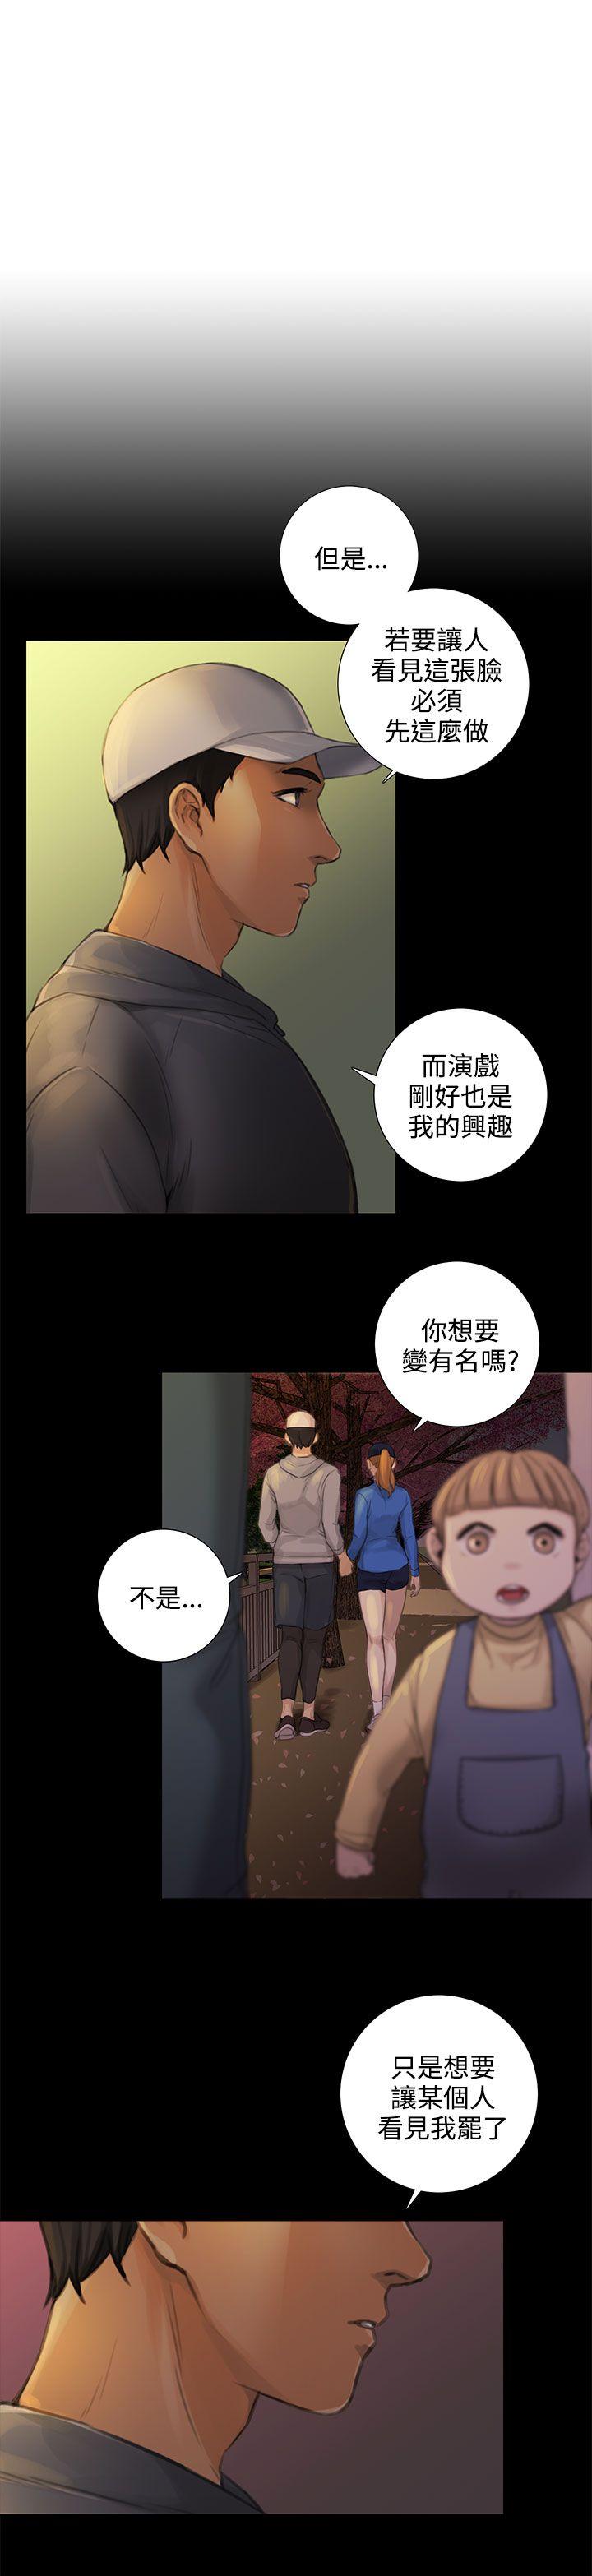 但是...
若要讓人
看見這張臉
必須
先這麼做
而演戲
剛好也是
我的興趣
你想要
變有名嗎?
不是...
只是想要
讓某個人
看見我罷了